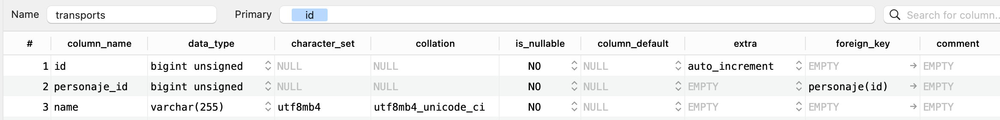 Name transports Primary id Search for column..
# column_name data_type character_set collation is_nullable column_default extra foreign_key comment
1 id bigint unsigned NULL NULL NO NULL auto_increment EMPTY → EMPTY
2 personaje_id bigint unsigned NULL NULL NO NULL EMPTY personaje(id) → EMPTY
3 name varchar(255) utf8mb4 utf8mb4_unicode_ci NO NULL EMPTY EMPTY → EMPTY